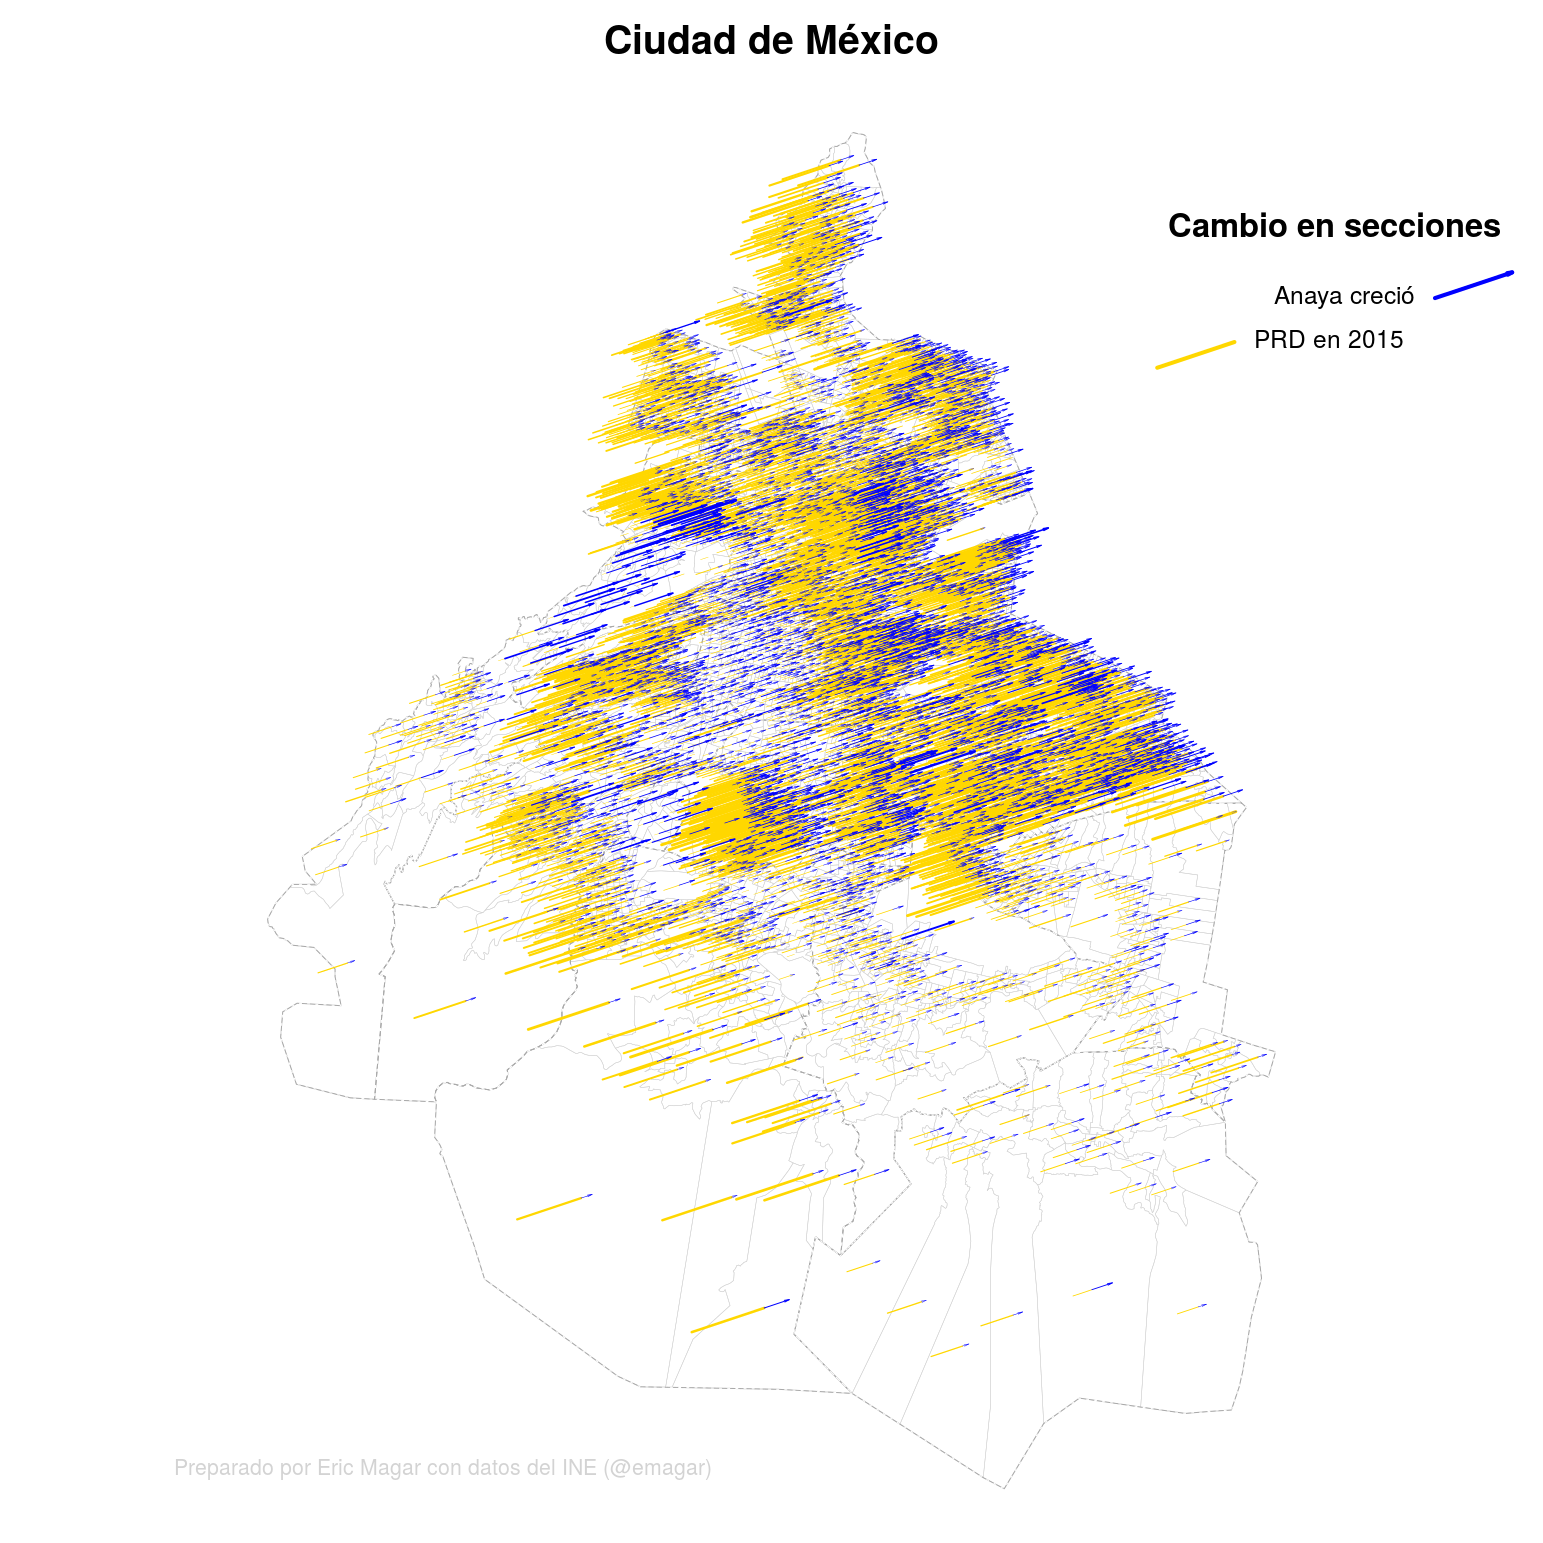 Ciudad de México
Cambio en secciones
Anaya creció
PRD en 2015
Preparado por Eric Magar con datos del INE (@emagar)